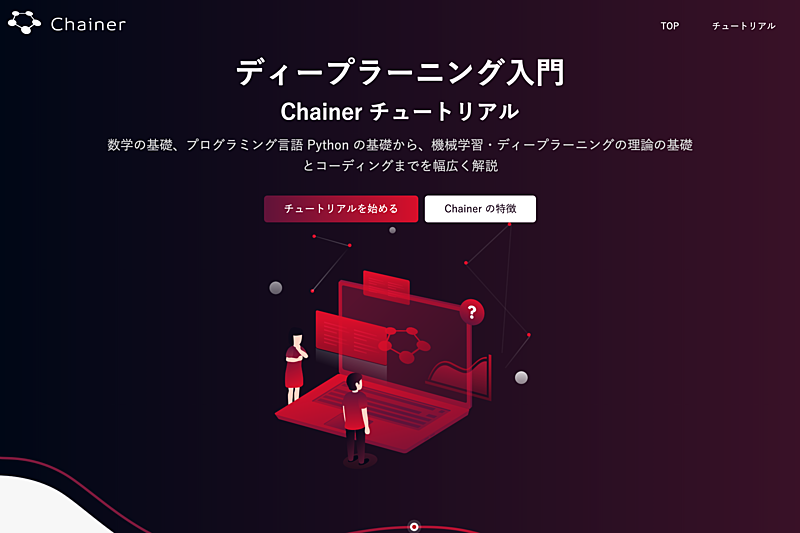 Chainer
TOP
チュートリアル
ディープラーニング入門
Chainer チュートリアル
数学の基礎、プログラミング言語 Python の基礎から、機械学習・ディープラーニングの理論の基礎
とコーディングまでを幅広く解説
チュートリアルを始める
Chainer の特徴
?